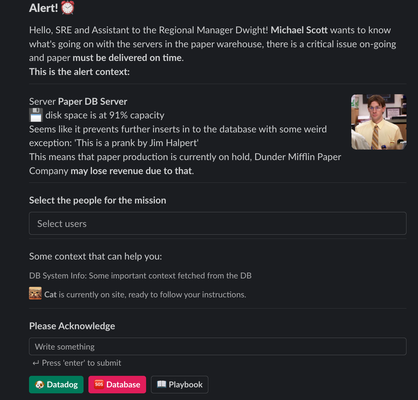 Alert! ⏰
Hello, SRE and Assistant to the Regional Manager Dwight! Michael Scott wants to know
what's going on with the servers in the paper warehouse, there is a critical issue on-going
and paper must be delivered on time.
This is the alert context:
Server Paper DB Server
💾 disk space is at 91% capacity
Seems like it prevents further inserts in to the database with some weird
exception: 'This is a prank by Jim Halpert'
This means that paper production is currently on hold, Dunder Mifflin Paper
Company may lose revenue due to that.
Select the people for the mission
Select users
Some context that can help you:
DB System Info: Some important context fetched from the DB
Cat is currently on site, ready to follow your instructions.
Please Acknowledge
Write something
↵ Press 'enter' to submit
Datadog Database Playbook